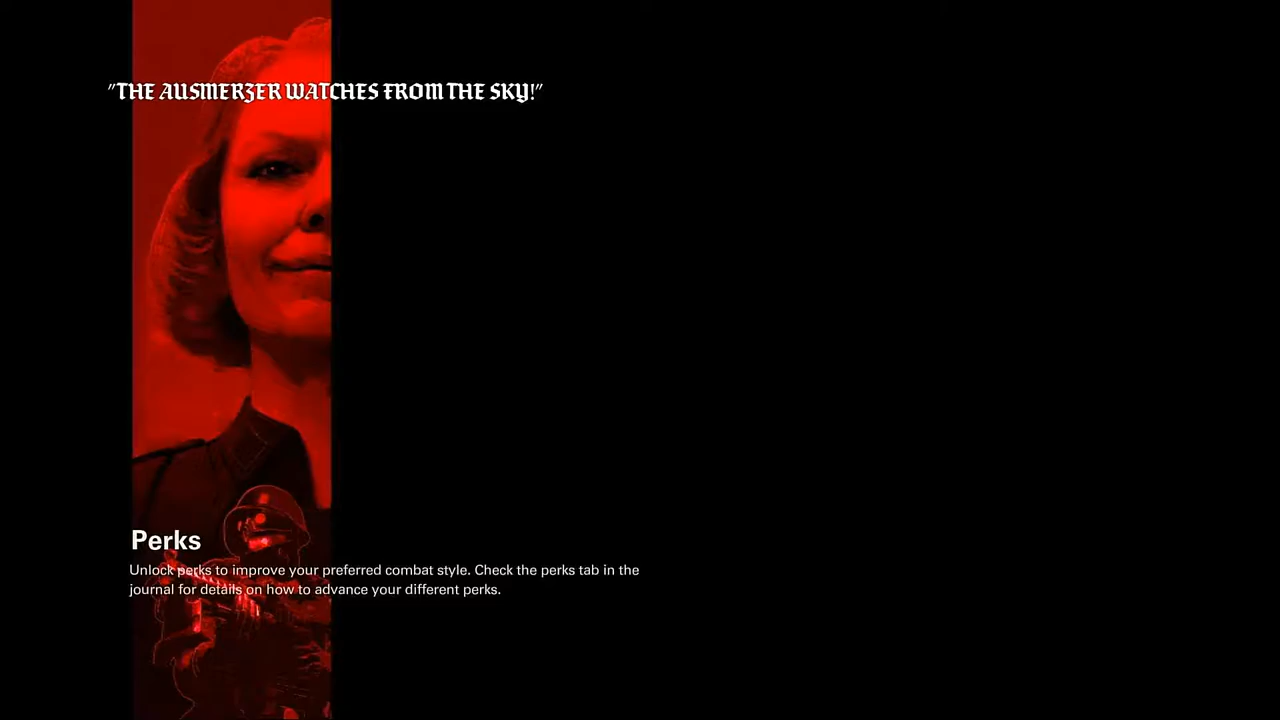 "THE AUSMERZER WATCHES FROM THE SKY!"
Perks
Unlock perks to improve your preferred combat style. Check the perks tab in the
journal for details on how to advance your different perks.